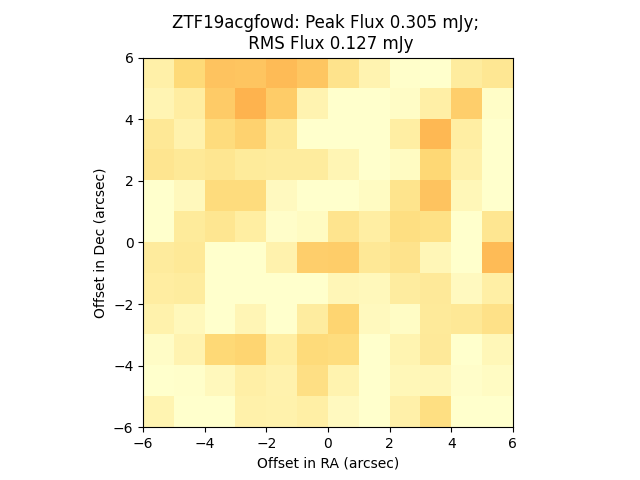 ZTF19acgfowd: Peak Flux 0.305 mJy;
RMS Flux 0.127 mJy
6
4
2
0
−2
−4
−6
Offset in Dec (arcsec)
−6 −4 −2 0 2 4 6
Offset in RA (arcsec)